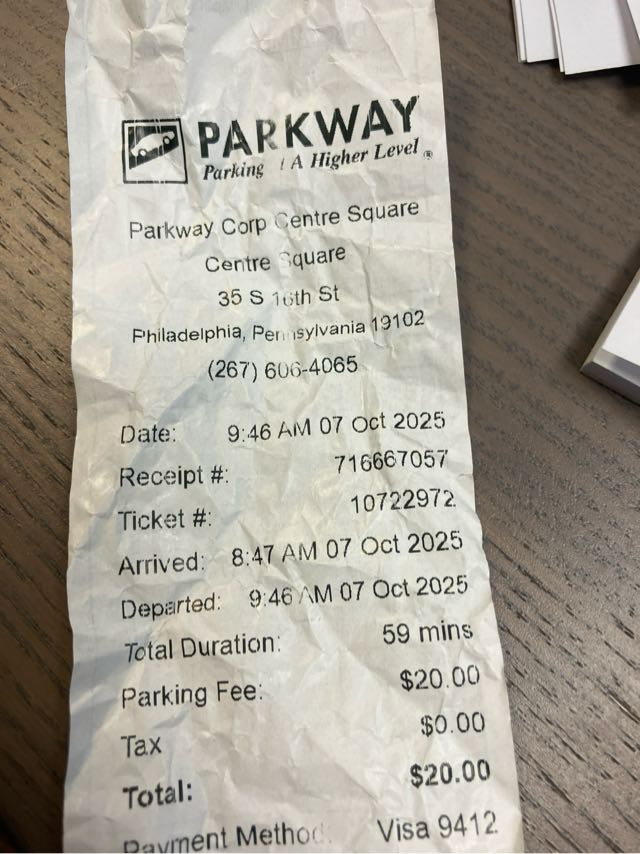 PARKWAY
Parking A Higher Level ®
Parkway Corp Centre Square
Centre Square
35 S 16th St
Philadelphia, Pennsylvania 19102
(267) 606-4065
Date: 9:46 AM 07 Oct 2025
Receipt #: 716667057
Ticket #: 10722972
Arrived: 8:47 AM 07 Oct 2025
Departed: 9:46 AM 07 Oct 2025
Total Duration: 59 mins
Parking Fee: $20.00
Tax $0.00
Total: $20.00
Payment Method: Visa 9412